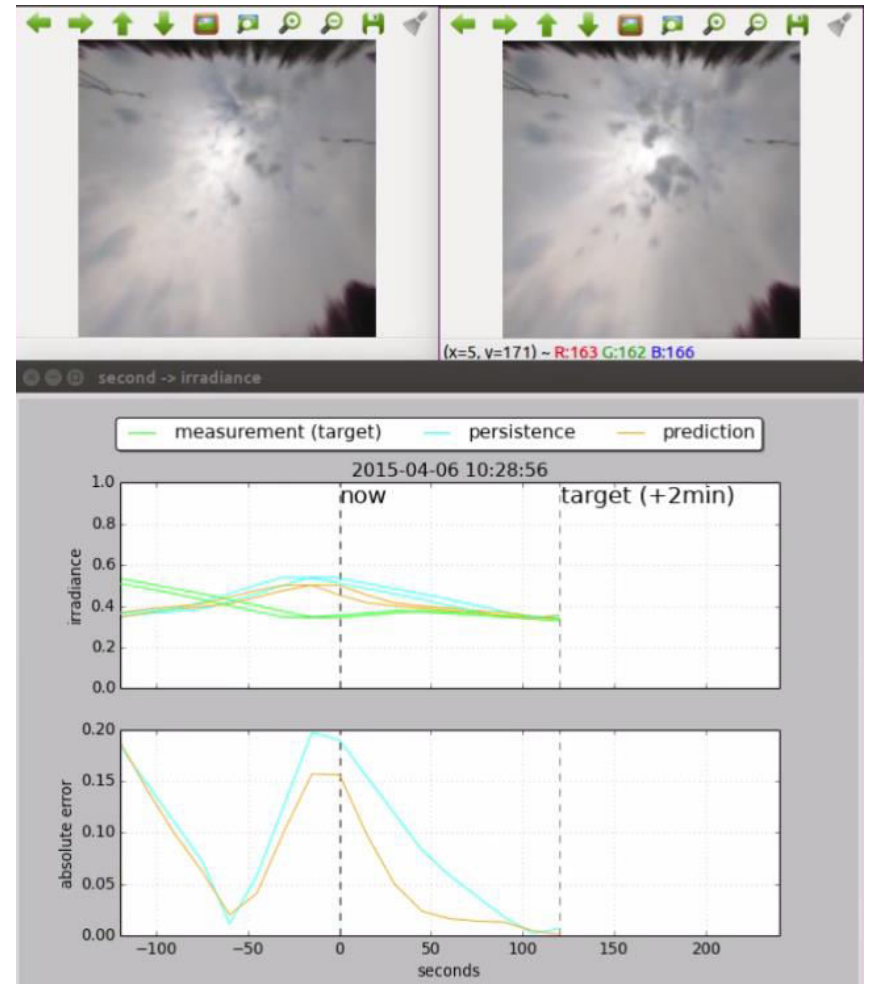 (x=5, y=171) ~ R:163 G:162 B:166
second -> irradiance
measurement (target) persistence prediction
2015-04-06 10:28:56
now target (+2min)
1.0
0.8
0.6
0.4
0.2
0.0
irradiance
0.20
0.15
0.10
0.05
0.00
absolute error
−100 −50 0 50 100 150 200
seconds